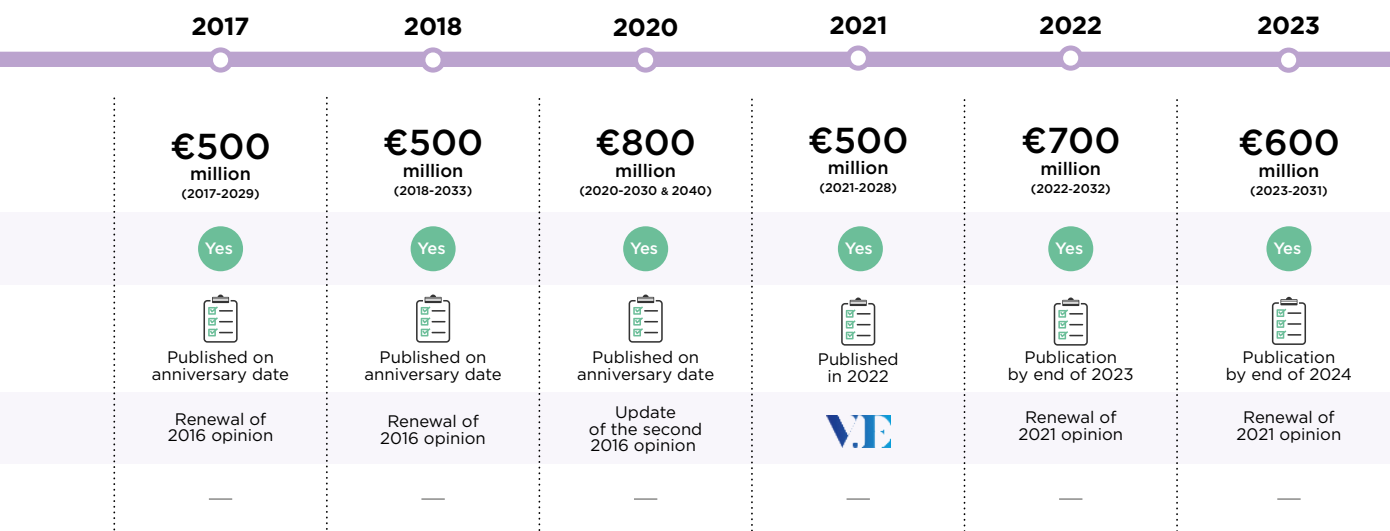 2017
2018
2020
2021
2022
2023
€500
million
(2017-2029)
€500
million
(2018-2033)
€800
million
(2020-2030 & 2040)
€500
million
(2021-2028)
€700
million
(2022-2032)
€600
million
(2023-2031)
Yes
Yes
Yes
Yes
Yes
Yes
Published on
anniversary date
Published on
anniversary date
Published on
anniversary date
Published
in 2022
Publication
by end of 2023
Publication
by end of 2024
Renewal of
2016 opinion
Renewal of
2016 opinion
Update
of the second
2016 opinion
V.E
Renewal of
2021 opinion
Renewal of
2021 opinion
—
—
—
—
—
—